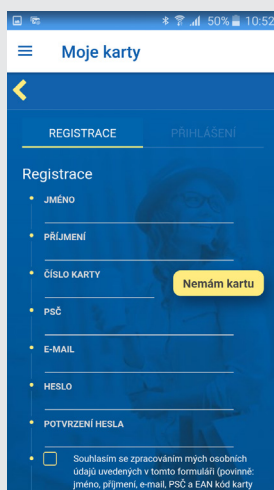 50% 10:52
Moje karty
REGISTRACE PŘIHLÁŠENÍ
Registrace
JMÉNO
PŘÍJMENÍ
ČÍSLO KARTY
Nemám kartu
PSČ
E-MAIL
HESLO
POTVRZENÍ HESLA
Souhlasím se zpracováním mých osobních
údajů uvedených v tomto formuláři (povinně:
jméno, příjmení, e-mail, PSČ a EAN kód karty